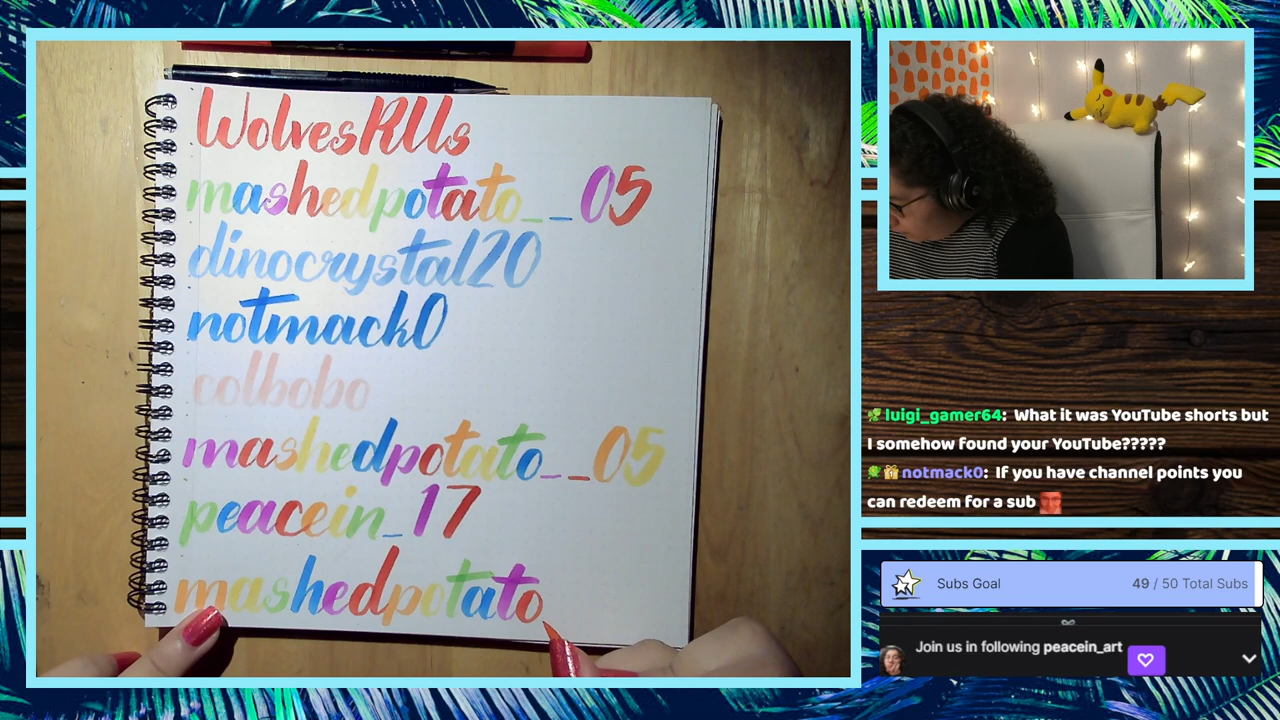 WolvesRUs
mashedpotato__05
dinocrystal20
notmack0
colbobo
mashedpotato__05
peacein_17
mashedpotato
luigi_gamer64: What it was YouTube shorts but
I somehow found your YouTube?????
notmack0: If you have channel points you
can redeem for a sub
Subs Goal 49 / 50 Total Subs
Join us in following peacein_art